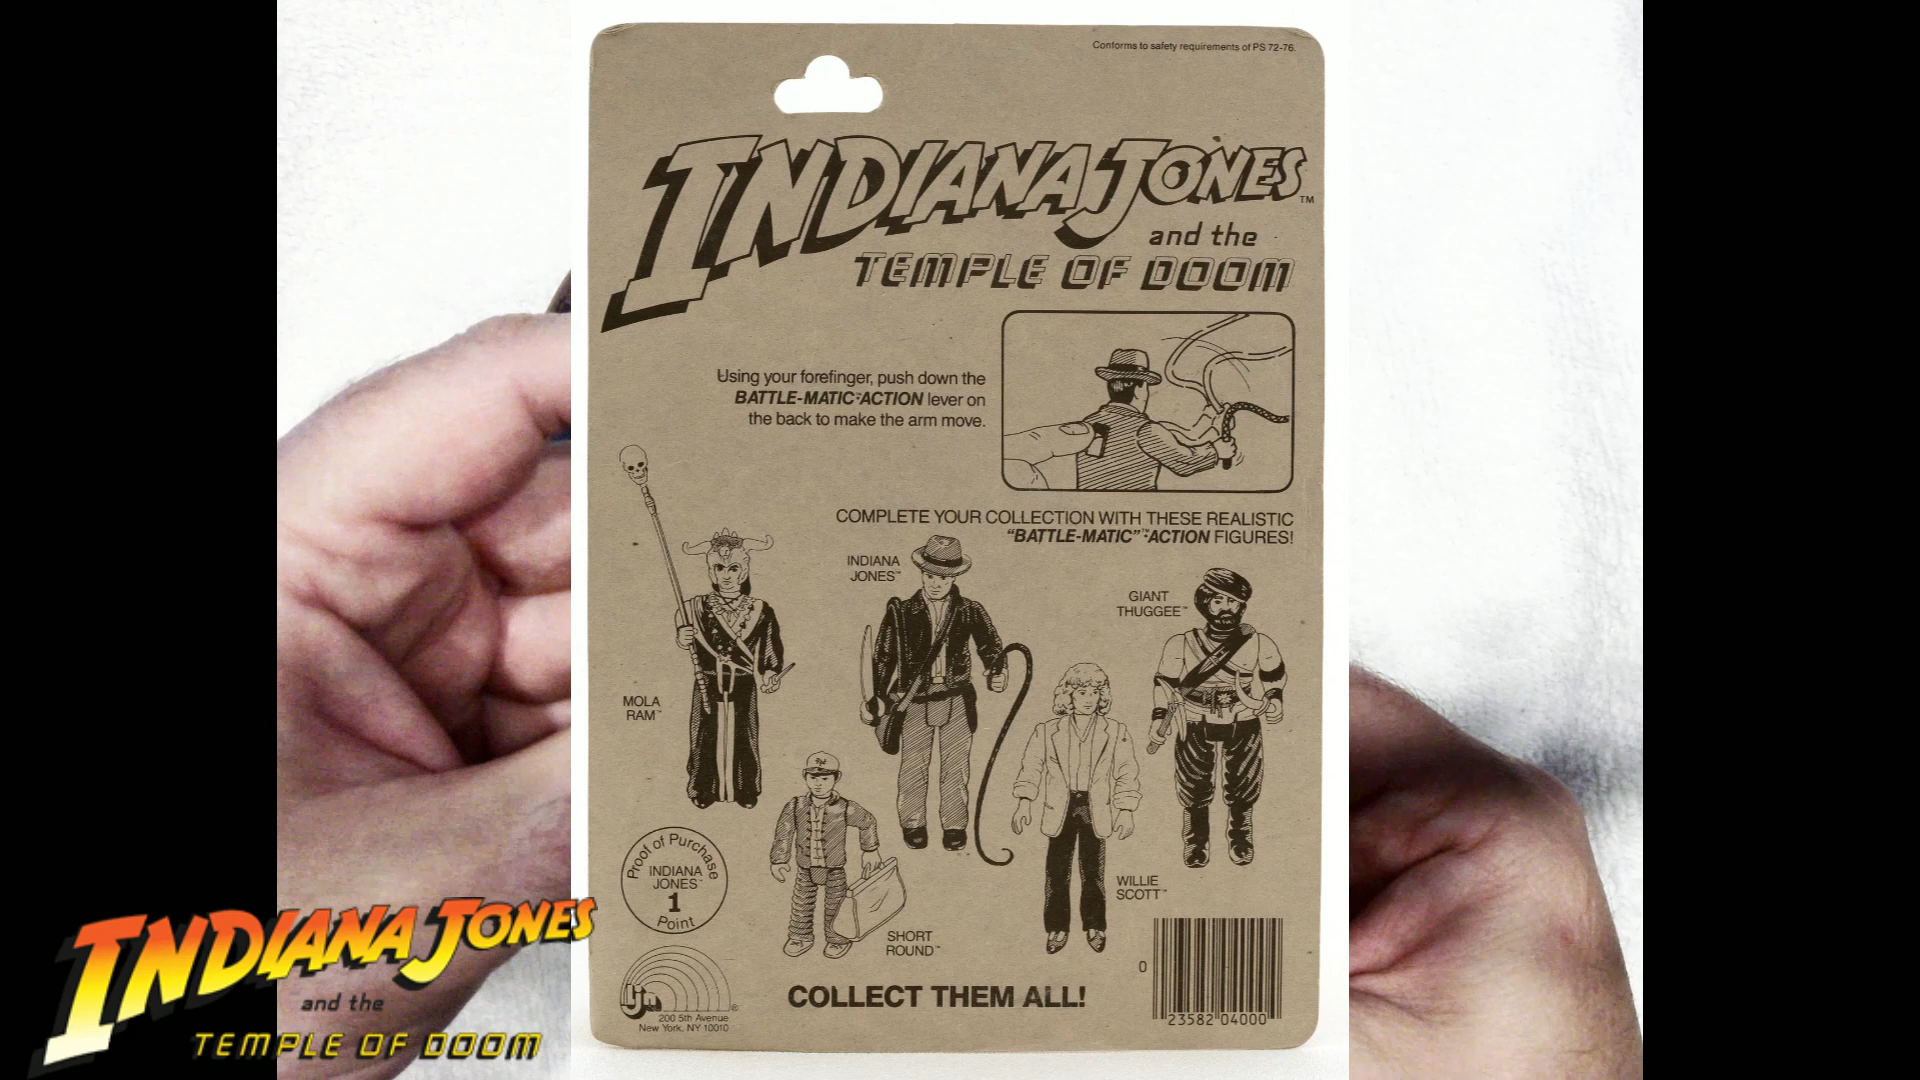 Conforms to safety requirements of PS 72-76.
INDIANA JONES™
and the
TEMPLE OF DOOM
Using your forefinger, push down the
BATTLE-MATIC™ ACTION lever on
the back to make the arm move.
COMPLETE YOUR COLLECTION WITH THESE REALISTIC
"BATTLE-MATIC"™ ACTION FIGURES!
INDIANA
JONES™
GIANT
THUGGEE™
MOLA
RAM™
WILLIE
SCOTT™
SHORT
ROUND™
Proof of Purchase
INDIANA
JONES™
1
Point
COLLECT THEM ALL!
ljn®
200 5th Avenue
New York, NY 10010
0
23582 04000
INDIANA JONES
and the
TEMPLE OF DOOM